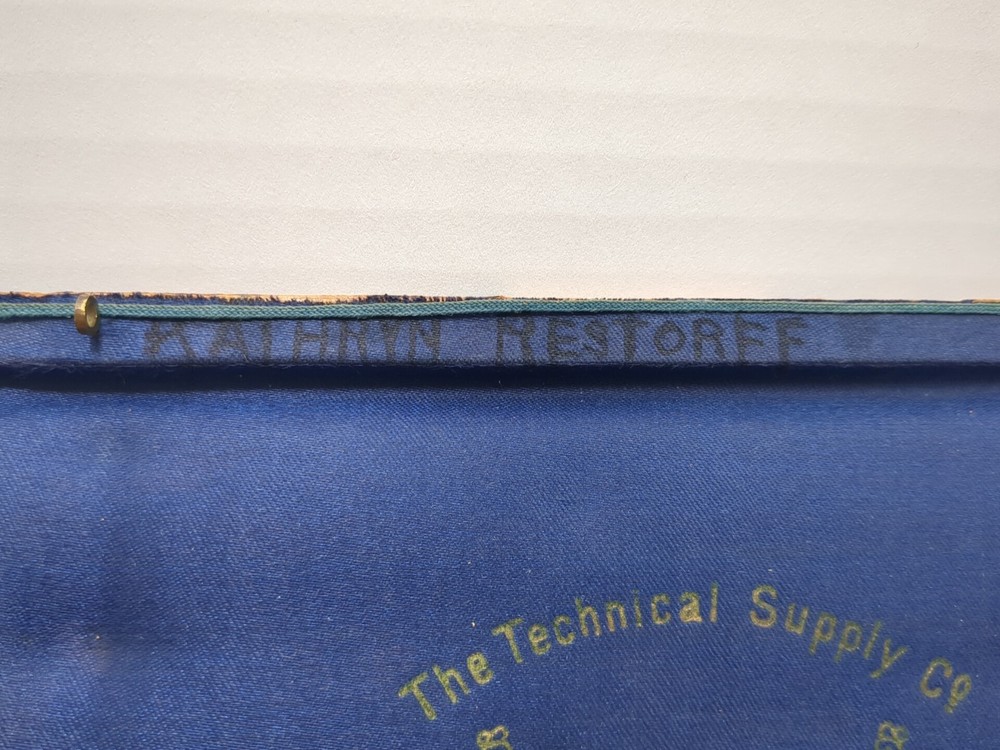 KATHRYN RESTORFF
The Technical Supply Co